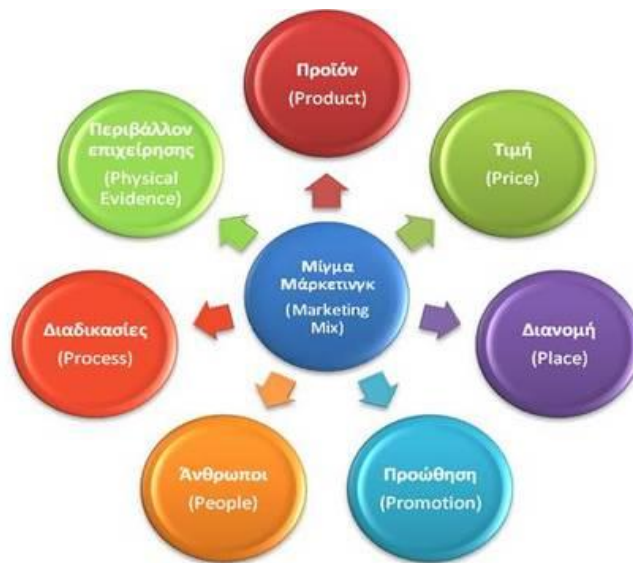 Προϊόν
(Product)
Περιβάλλον
επιχείρησης
(Physical
Evidence)
Τιμή
(Price)
Μίγμα
Μάρκετινγκ
(Marketing
Mix)
Διαδικασίες
(Process)
Διανομή
(Place)
Άνθρωποι
(People)
Προώθηση
(Promotion)